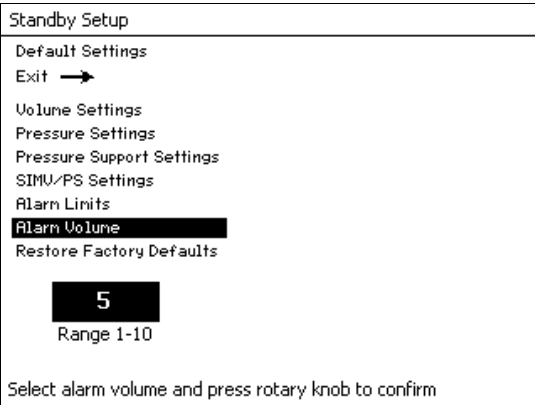 Standby Setup
Default Settings
Exit
Volume Settings
Pressure Settings
Pressure Support Settings
SIMV/PS Settings
Alarm Limits
Alarm Volume
Restore Factory Defaults
5
Range 1-10
Select alarm volume and press rotary knob to confirm